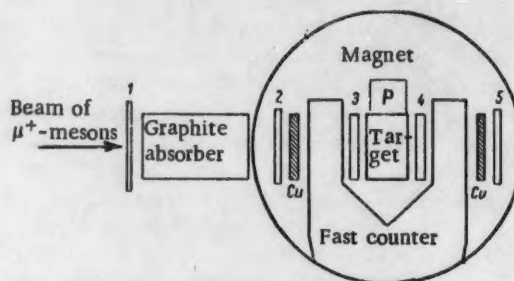 Magnet
1
2
3
P
4
5
Beam of
μ⁺-mesons
Graphite
absorber
Tar-
get
Cu
Cu
Fast counter